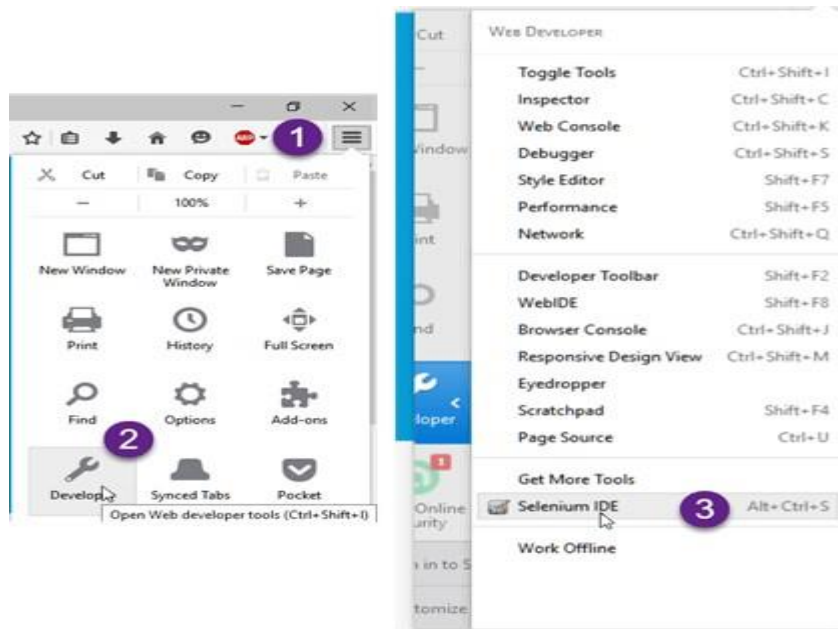 1
Cut Copy Paste
− 100% +
New Window New Private Window Save Page
Print History Full Screen
Find Options Add-ons
2
Develop Synced Tabs Pocket
Open Web developer tools (Ctrl+Shift+I)
Cut
Window
int
nd
loper
1
Online
urity
n in to S
tomize
WEB DEVELOPER
Toggle Tools Ctrl+Shift+I
Inspector Ctrl+Shift+C
Web Console Ctrl+Shift+K
Debugger Ctrl+Shift+S
Style Editor Shift+F7
Performance Shift+F5
Network Ctrl+Shift+Q
Developer Toolbar Shift+F2
WebIDE Shift+F8
Browser Console Ctrl+Shift+J
Responsive Design View Ctrl+Shift+M
Eyedropper
Scratchpad Shift+F4
Page Source Ctrl+U
Get More Tools
Selenium IDE 3 Alt+Ctrl+S
Work Offline